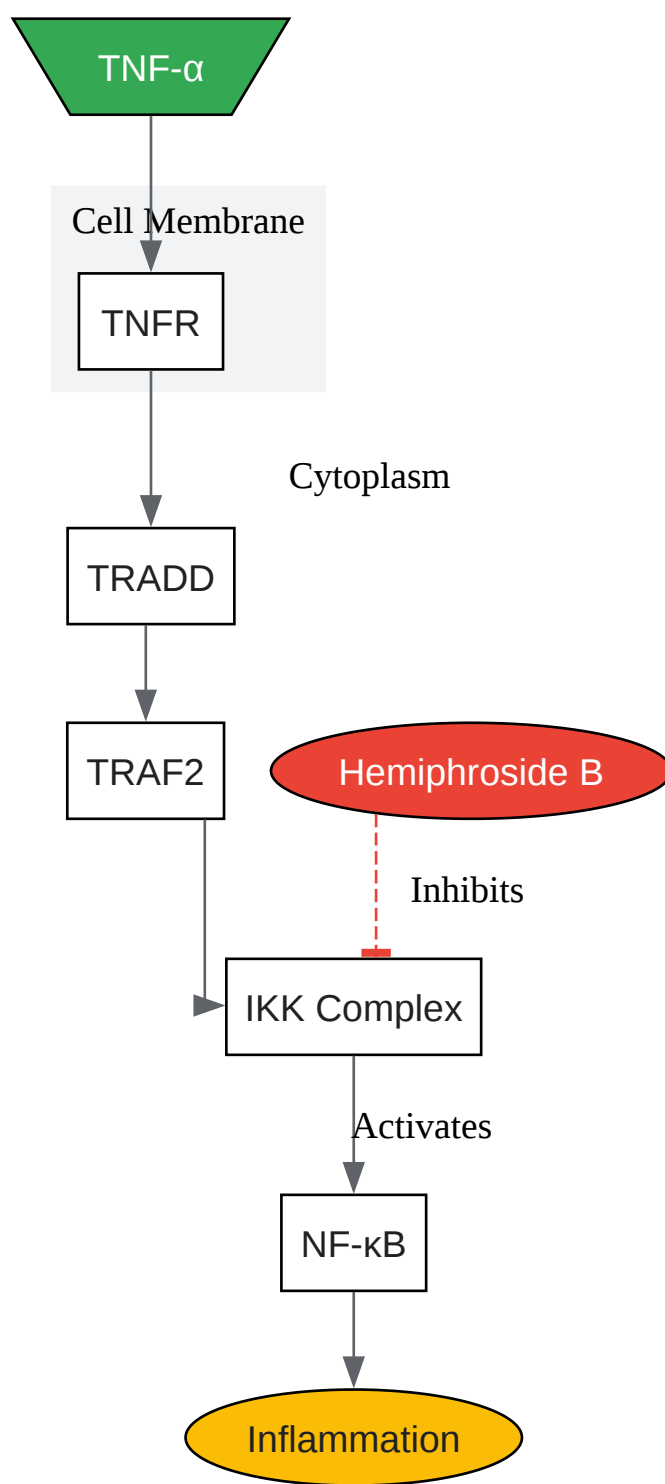 TNF-α
Cell Membrane
TNFR
Cytoplasm
TRADD
TRAF2
Hemiphroside B
Inhibits
IKK Complex
Activates
NF-κB
Inflammation